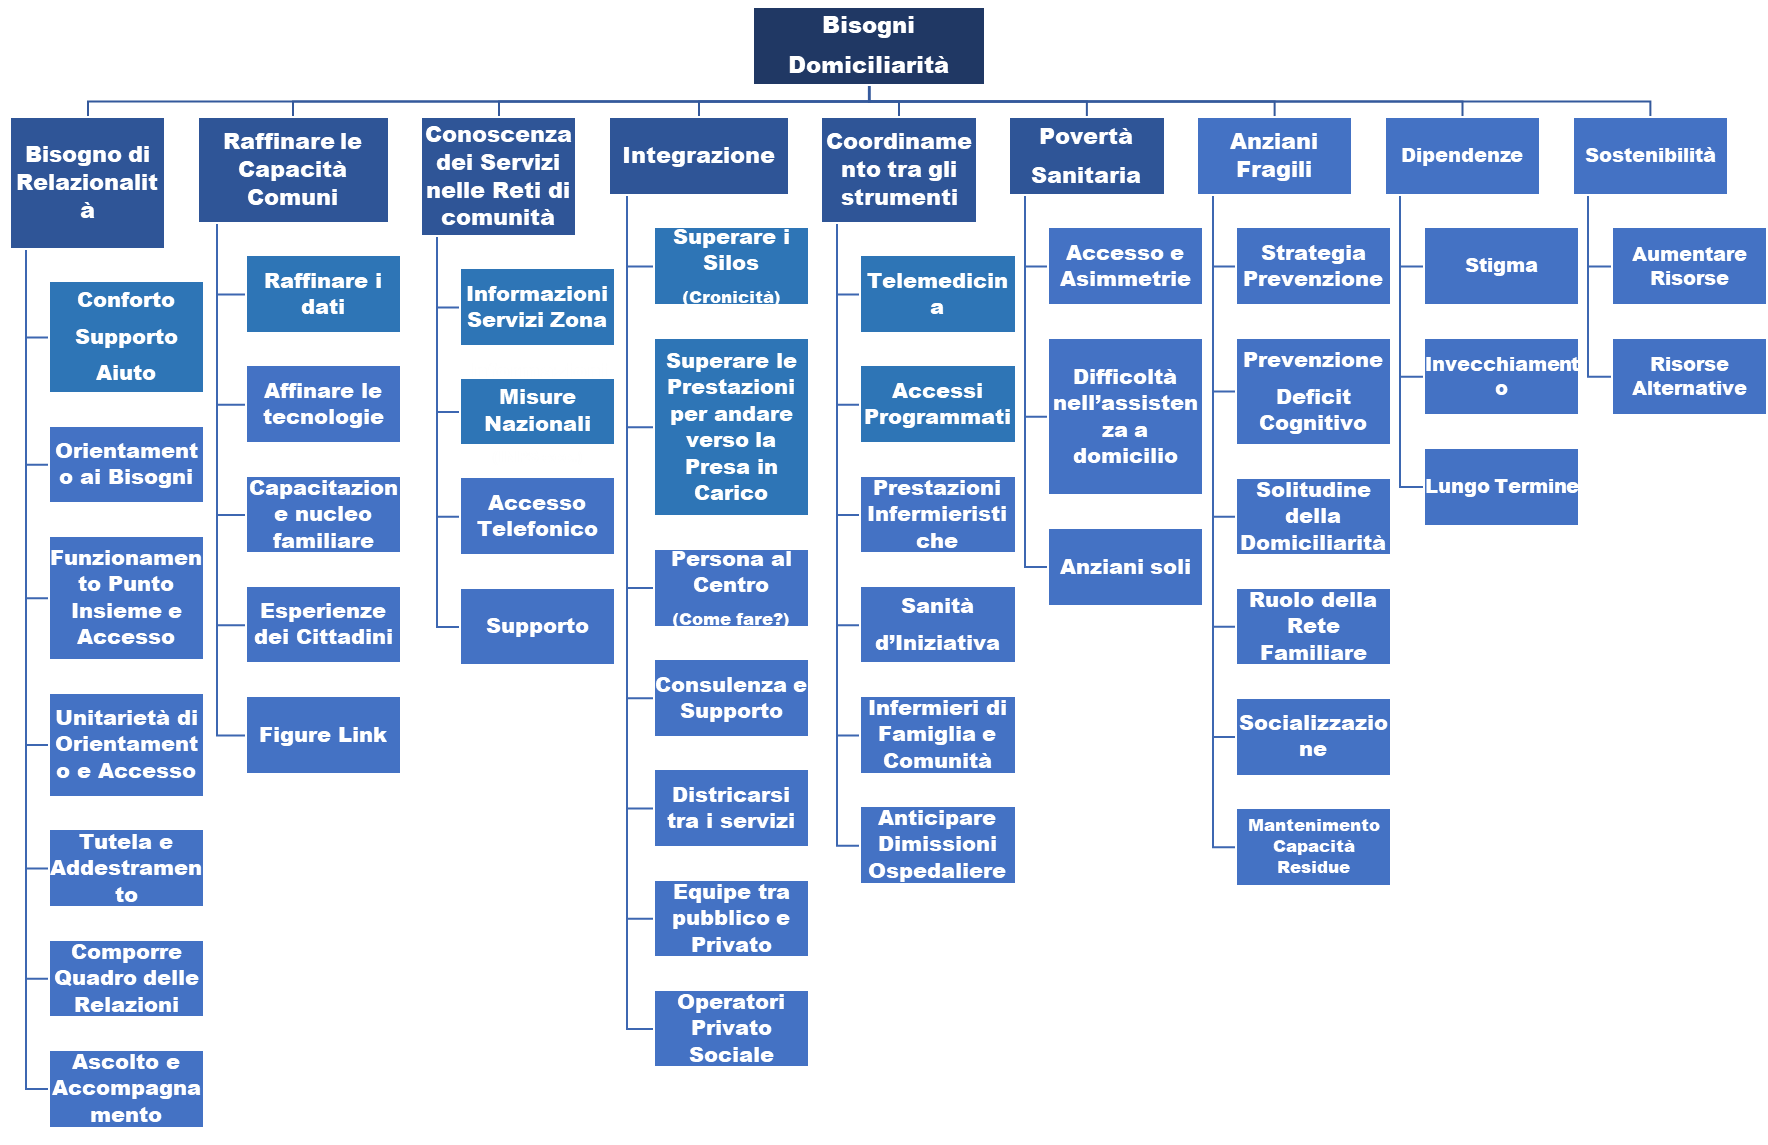 Bisogni
Domiciliarità
Bisogno di
Relazionalit
à
Conforto
Supporto
Aiuto
Orientament
o ai Bisogni
Funzionamen
to Punto
Insieme e
Accesso
Unitarietà di
Orientament
o e Accesso
Tutela e
Addestramen
to
Comporre
Quadro delle
Relazioni
Ascolto e
Accompagna
mento
Raffinare le
Capacità
Comuni
Raffinare i
dati
Affinare le
tecnologie
Capacitazion
e nucleo
familiare
Esperienze
dei Cittadini
Figure Link
Conoscenza
dei Servizi
nelle Reti di
comunità
Informazioni
Servizi Zona
Misure
Nazionali
Accesso
Telefonico
Supporto
Integrazione
Superare i
Silos
(Cronicità)
Superare le
Prestazioni
per andare
verso la
Presa in
Carico
Persona al
Centro
(Come fare?)
Consulenza e
Supporto
Districarsi
tra i servizi
Equipe tra
pubblico e
Privato
Operatori
Privato
Sociale
Coordiname
nto tra gli
strumenti
Telemedicin
a
Accessi
Programmati
Prestazioni
Infermieristi
che
Sanità
d’Iniziativa
Infermieri di
Famiglia e
Comunità
Anticipare
Dimissioni
Ospedaliere
Povertà
Sanitaria
Accesso e
Asimmetrie
Difficoltà
nell’assisten
za a
domicilio
Anziani soli
Anziani
Fragili
Strategia
Prevenzione
Prevenzione
Deficit
Cognitivo
Solitudine
della
Domiciliarità
Ruolo della
Rete
Familiare
Socializzazio
ne
Mantenimento
Capacità
Residue
Dipendenze
Stigma
Invecchiament
o
Lungo Termine
Sostenibilità
Aumentare
Risorse
Risorse
Alternative